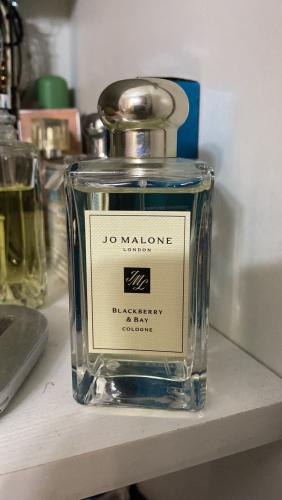 JO MALONE
LONDON
JML
BLACKBERRY
& BAY
COLOGNE